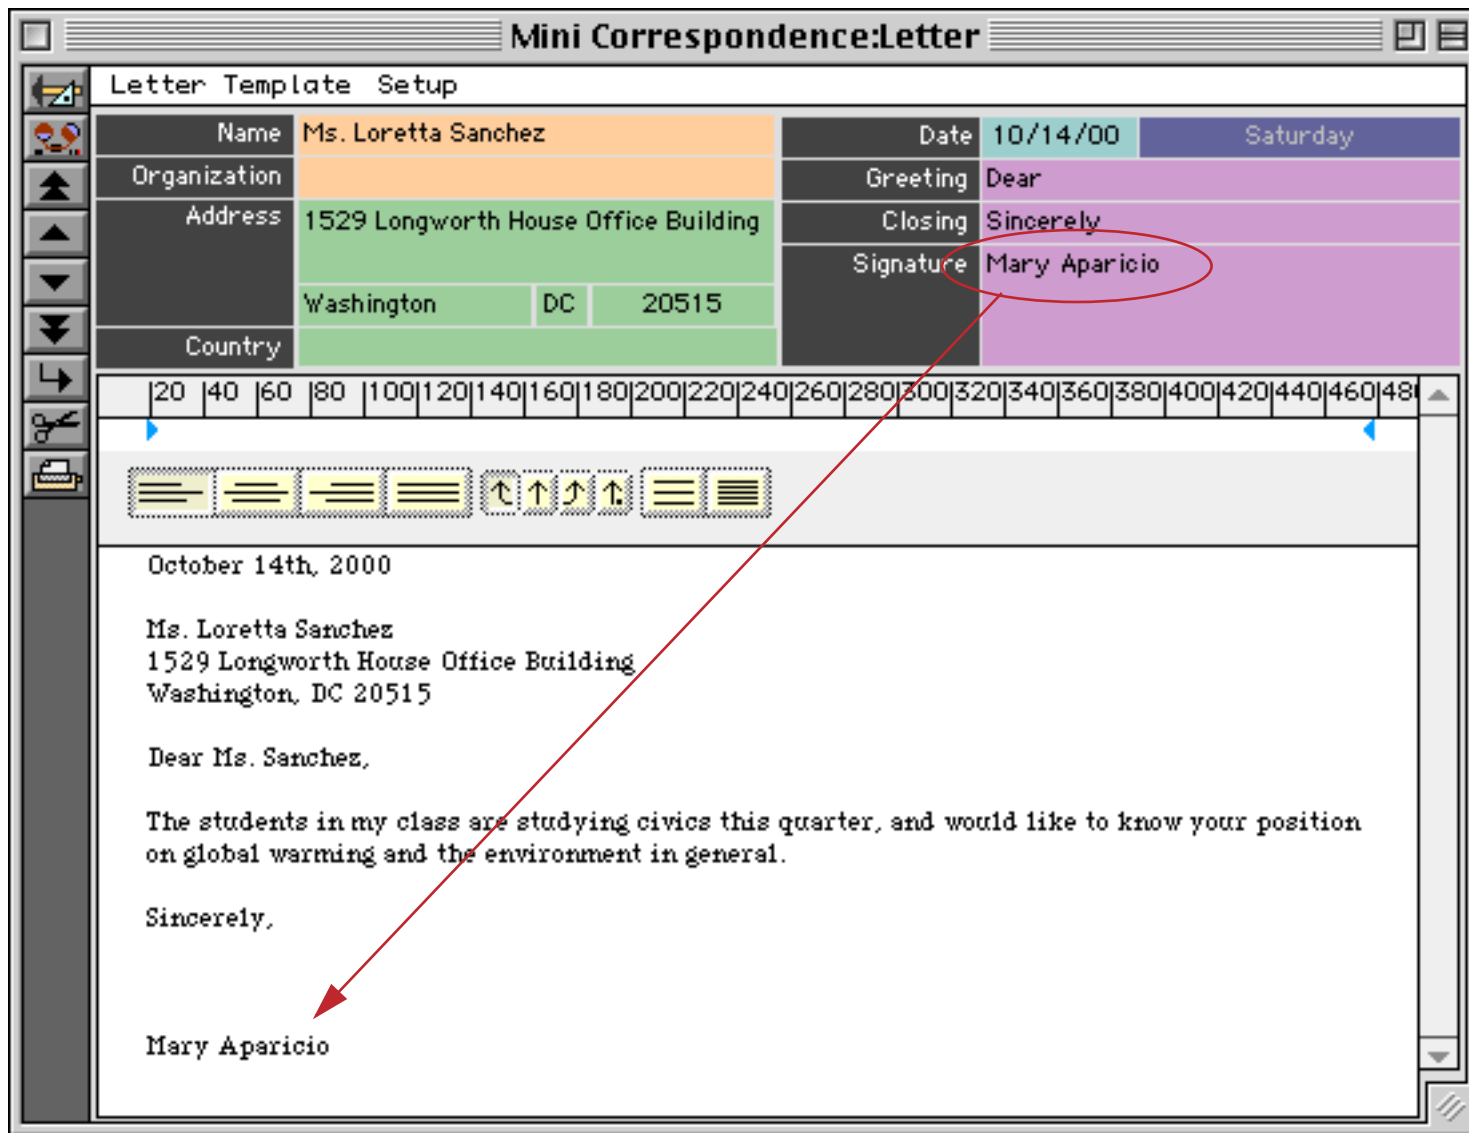 Mini Correspondence:Letter
Letter Template Setup
Name Ms. Loretta Sanchez
Organization
Address 1529 Longworth House Office Building
Washington DC 20515
Country
Date 10/14/00 Saturday
Greeting Dear
Closing Sincerely
Signature Mary Aparicio
|20 |40 |60 |80 |100|120|140|160|180|200|220|240|260|280|300|320|340|360|380|400|420|440|460|48
October 14th, 2000
Ms. Loretta Sanchez
1529 Longworth House Office Building
Washington, DC 20515
Dear Ms. Sanchez,
The students in my class are studying civics this quarter, and would like to know your position
on global warming and the environment in general.
Sincerely,
Mary Aparicio